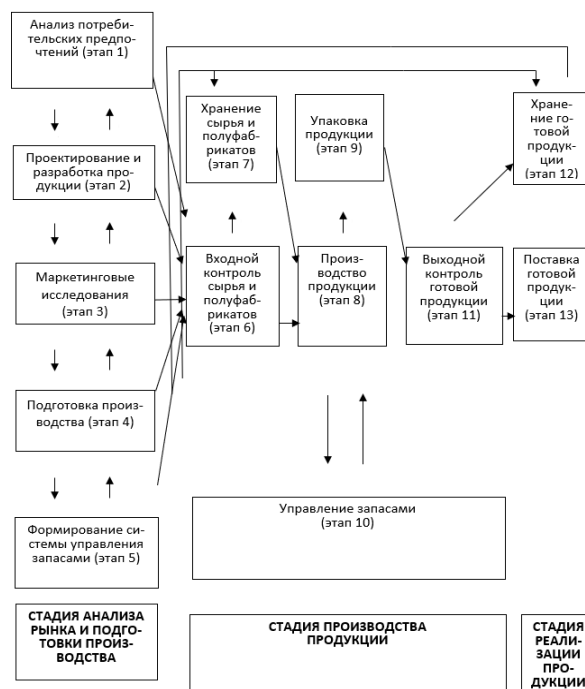 Анализ потреби-
тельских предпо-
чтений (этап 1)
Проектирование и
разработка про-
дукции (этап 2)
Маркетинговые
исследования
(этап 3)
Подготовка произ-
водства (этап 4)
Формирование си-
стемы управления
запасами (этап 5)
СТАДИЯ АНАЛИЗА
РЫНКА И ПОДГО-
ТОВКИ ПРОИЗ-
ВОДСТВА
Хранение
сырья и
полуфаб-
рикатов
(этап 7)
Упаковка
продукции
(этап 9)
Входной
контроль
сырья и
полуфаб-
рикатов
(этап 6)
Произ-
водство
продукции
(этап 8)
Выходной
контроль
готовой
продукции
(этап 11)
Управление запасами
(этап 10)
СТАДИЯ ПРОИЗВОДСТВА
ПРОДУКЦИИ
Хране-
ние го-
товой
продук-
ции
(этап 12)
Поставка
готовой
продук-
ции
(этап 13)
СТАДИЯ
РЕАЛИ-
ЗАЦИИ
ПРО-
ДУКЦИИ